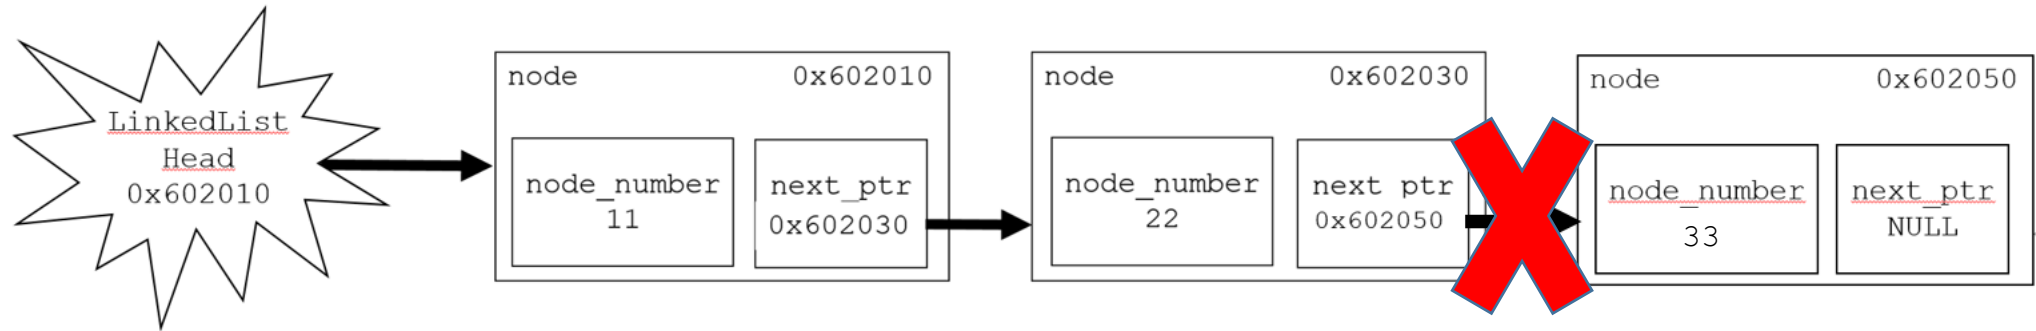 LinkedList
Head
0x602010
node 0x602010
node_number
11
next_ptr
0x602030
node 0x602030
node_number
22
next ptr
0x602050
node 0x602050
node_number
33
next_ptr
NULL